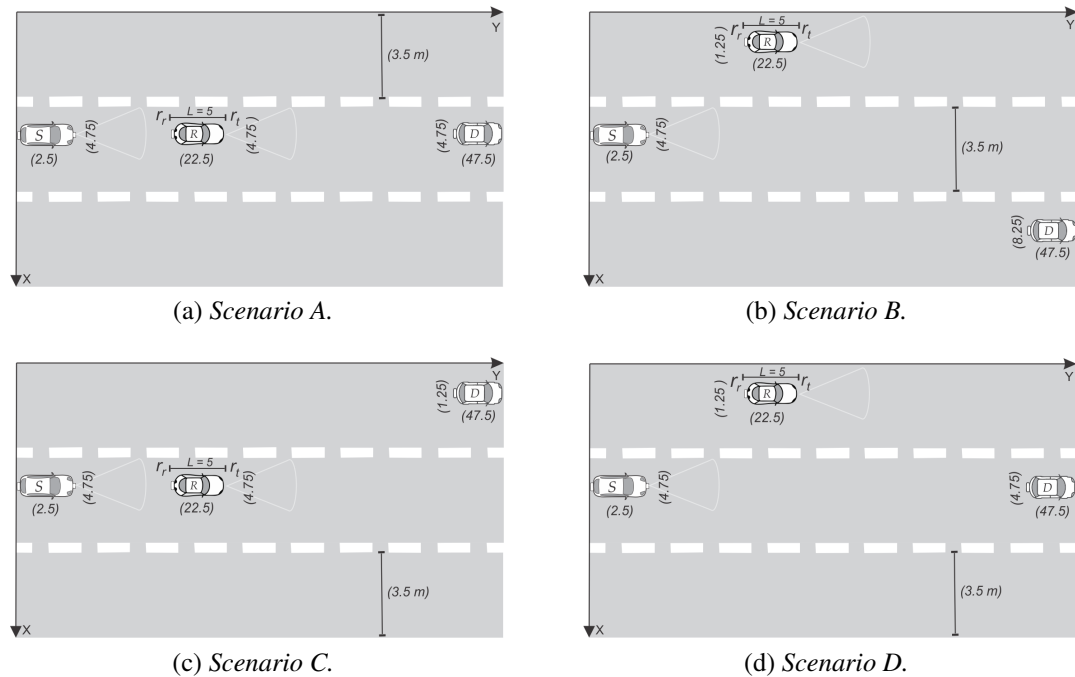 Y
(3.5 m)
L = 5
r_r
r_t
S
R
D
(4.75)
(4.75)
(4.75)
(2.5)
(22.5)
(47.5)
X
(a) Scenario A.
Y
L = 5
r_r
r_t
R
(1.25)
(22.5)
S
(4.75)
(2.5)
(3.5 m)
D
(8.25)
(47.5)
X
(b) Scenario B.
Y
D
(1.25)
(47.5)
L = 5
r_r
r_t
S
R
(4.75)
(4.75)
(2.5)
(22.5)
(3.5 m)
X
(c) Scenario C.
Y
L = 5
r_r
r_t
R
(1.25)
(22.5)
S
(4.75)
(4.75)
D
(2.5)
(47.5)
(3.5 m)
X
(d) Scenario D.